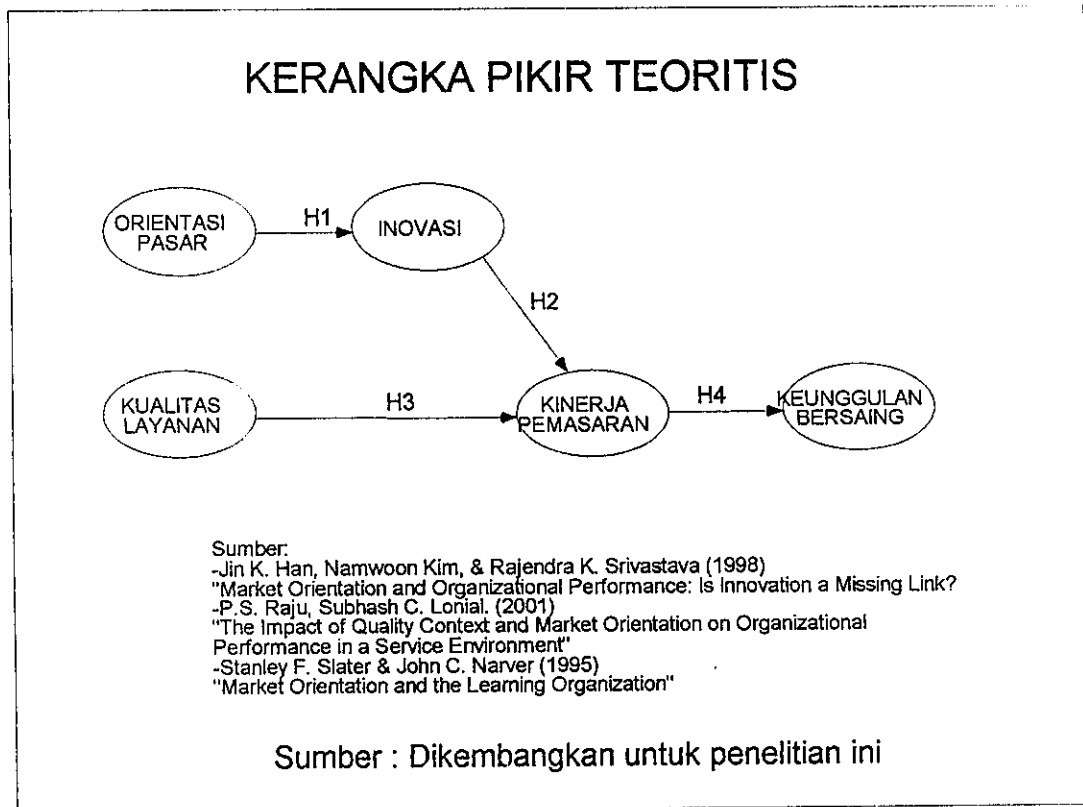 KERANGKA PIKIR TEORITIS
ORIENTASI
PASAR
H1
INOVASI
H2
KUALITAS
LAYANAN
H3
KINERJA
PEMASARAN
H4
KEUNGGULAN
BERSAING
Sumber:
-Jin K. Han, Namwoon Kim, & Rajendra K. Srivastava (1998)
"Market Orientation and Organizational Performance: Is Innovation a Missing Link?
-P.S. Raju, Subhash C. Lonial. (2001)
"The Impact of Quality Context and Market Orientation on Organizational
Performance in a Service Environment"
-Stanley F. Slater & John C. Narver (1995)
"Market Orientation and the Learning Organization"
Sumber : Dikembangkan untuk penelitian ini